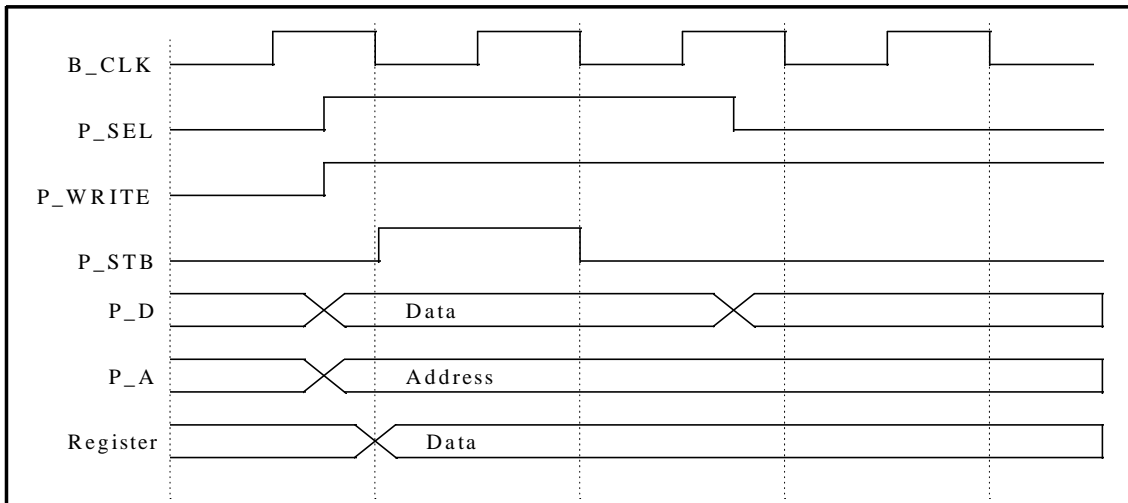 B_CLK
P_SEL
P_WRITE
P_STB
P_D Data
P_A Address
Register Data